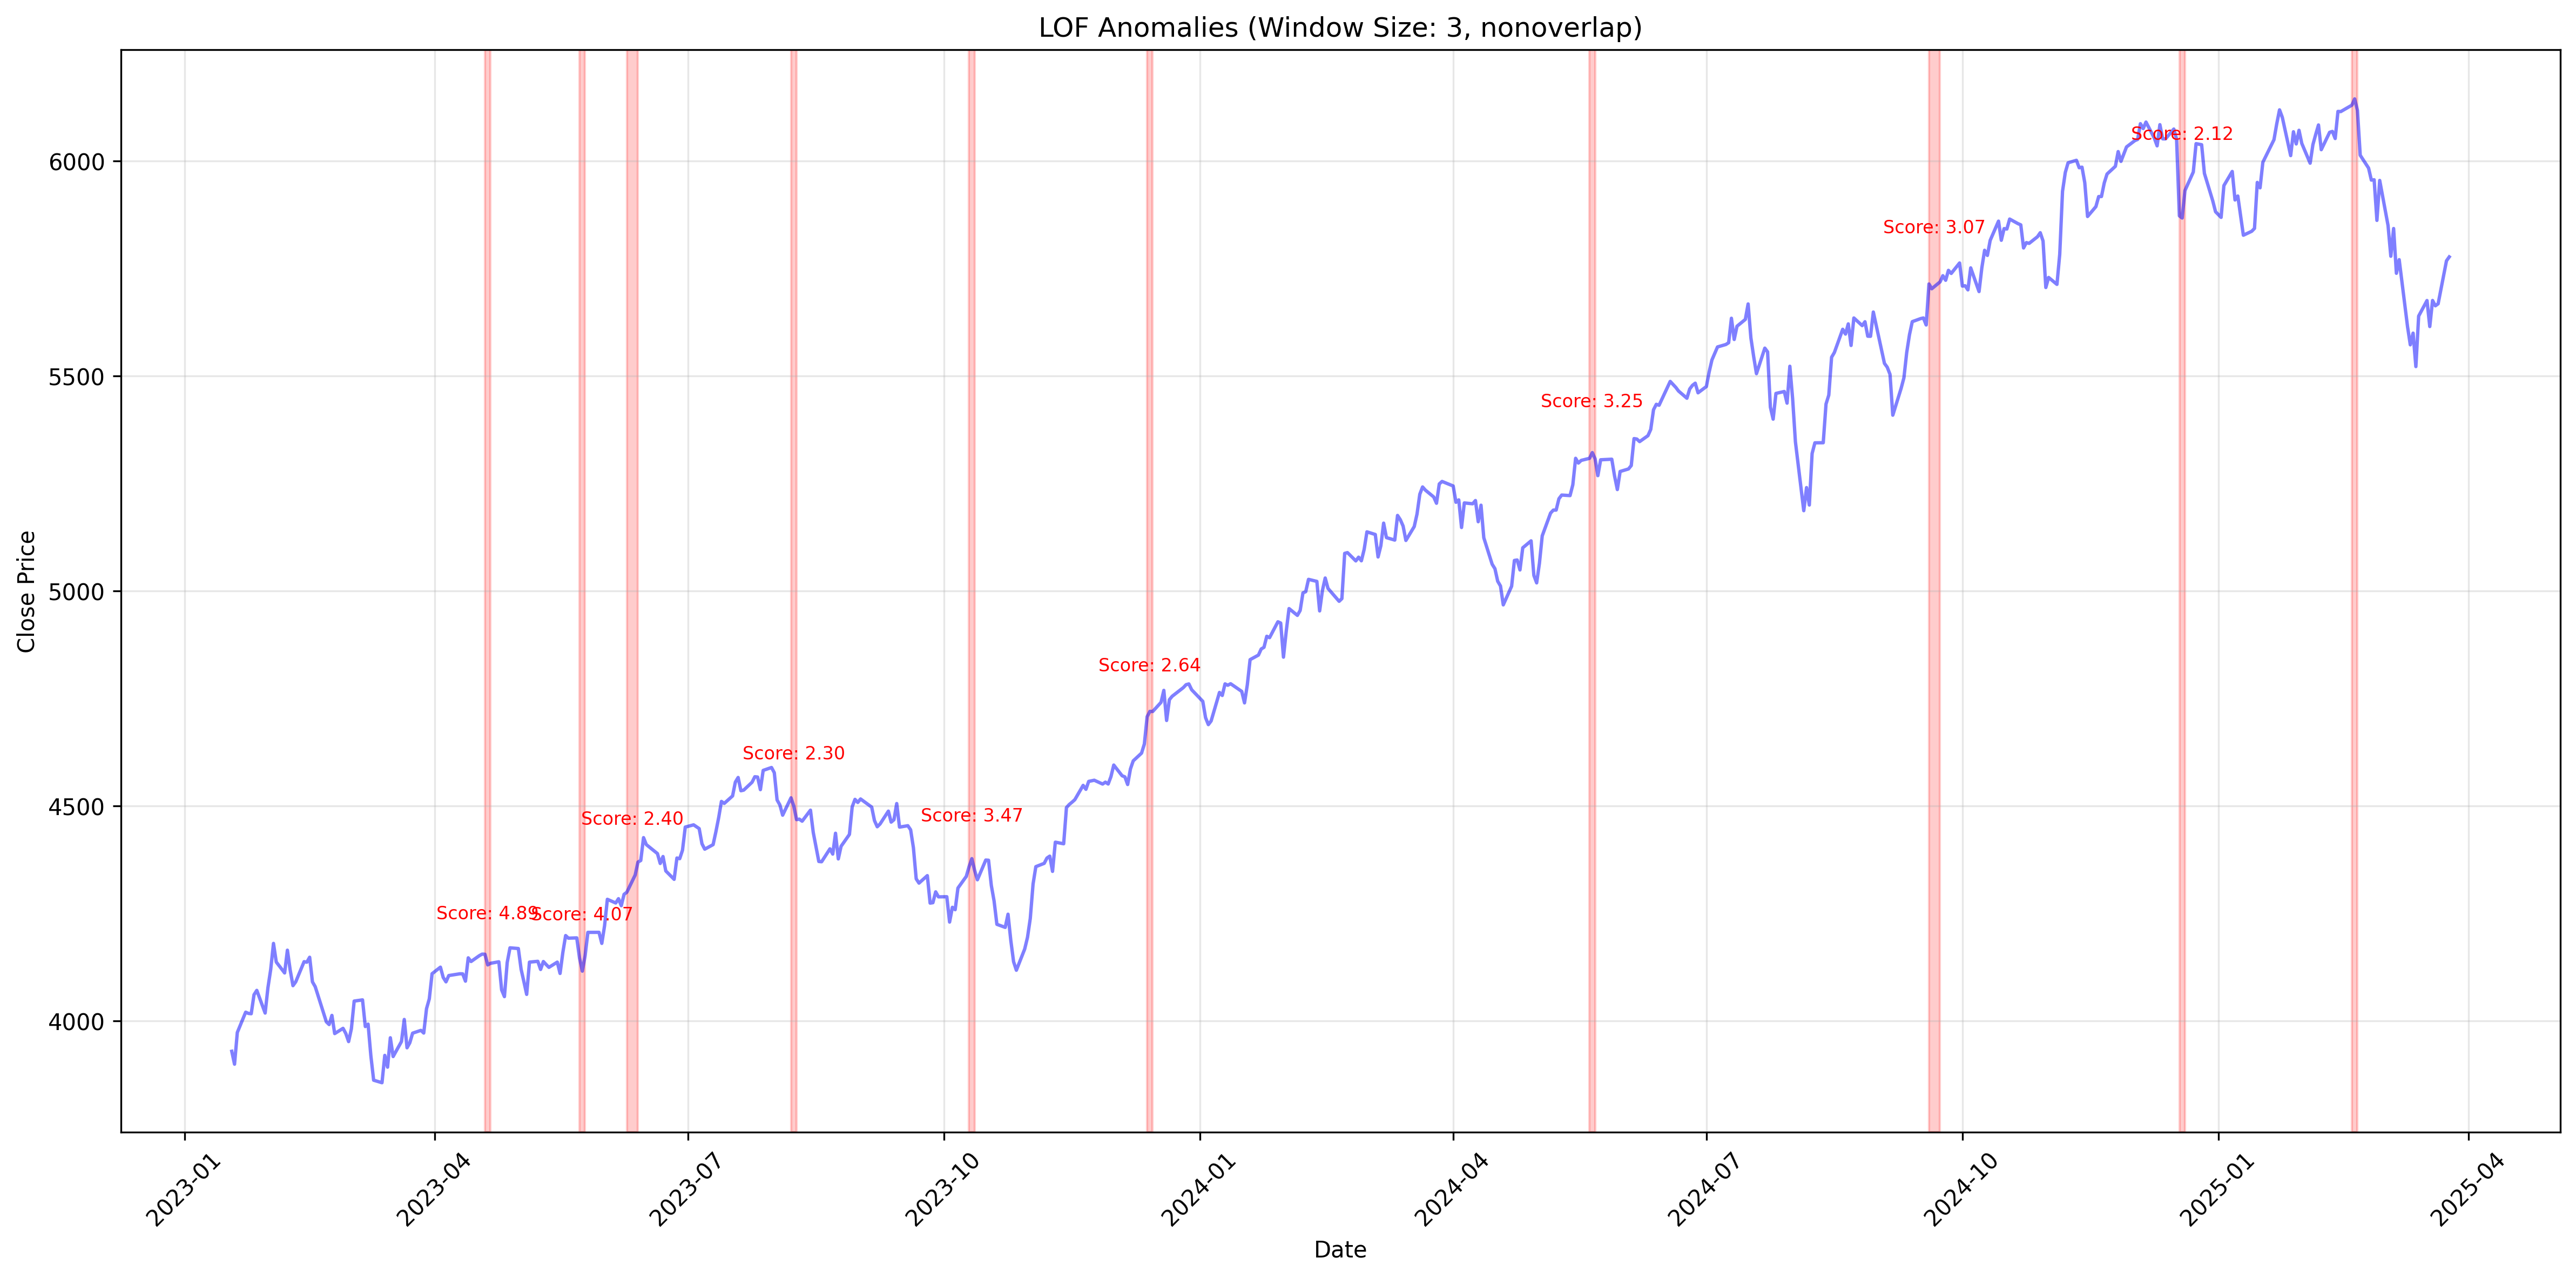 LOF Anomalies (Window Size: 3, nonoverlap)
Close Price
6000
5500
5000
4500
4000
Score: 4.89
Score: 4.07
Score: 2.40
Score: 2.30
Score: 3.47
Score: 2.64
Score: 3.25
Score: 3.07
Score: 2.12
2023-01
2023-04
2023-07
2023-10
2024-01
2024-04
2024-07
2024-10
2025-01
2025-04
Date